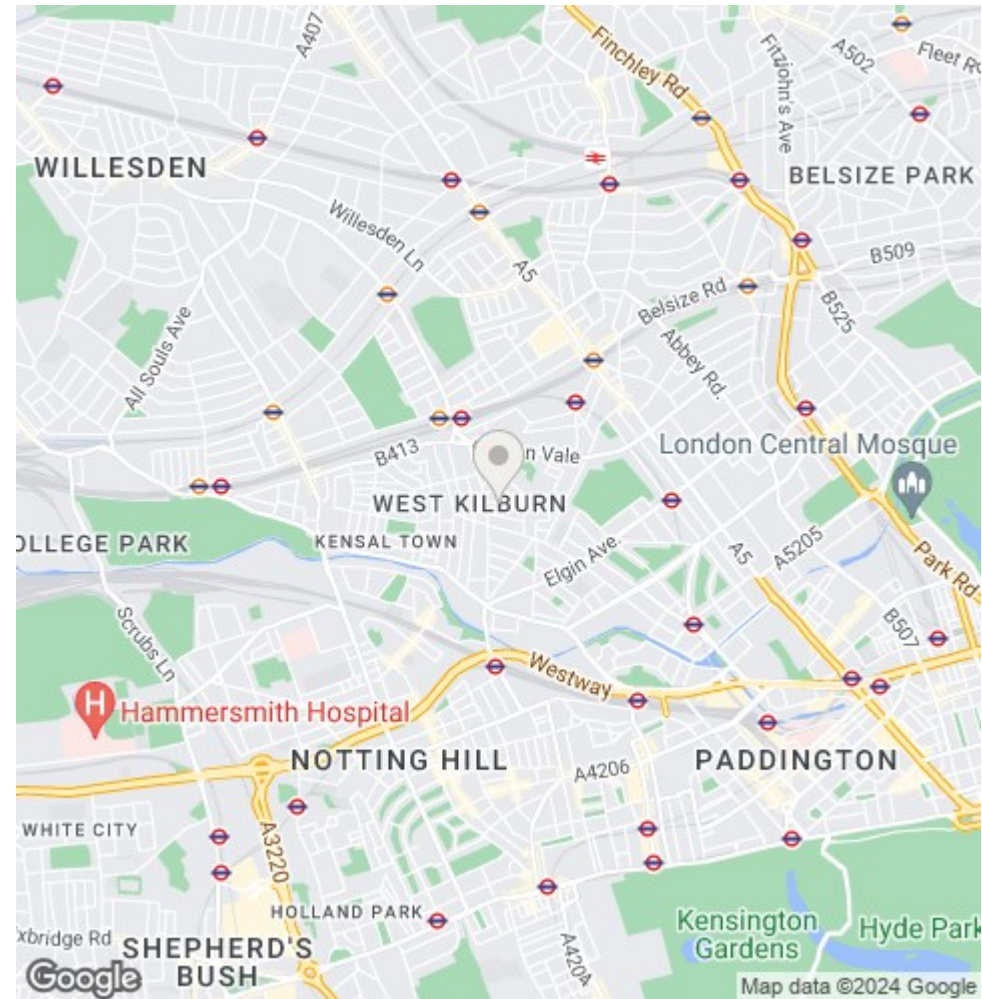 A407
Finchley Rd
Fitzjohn's Ave
A502
Fleet R
WILLESDEN
BELSIZE PARK
Willesden Ln
A5
B509
Belsize Rd
B525
All Souls Ave
Abbey Rd.
B413
n Vale
London Central Mosque
WEST KILBURN
OLLEGE PARK
KENSAL TOWN
Elgin Ave.
A5
A5205
Park Rd
Scrubs Ln
B507
Westway
H
Hammersmith Hospital
NOTTING HILL
A4206
PADDINGTON
WHITE CITY
A3220
HOLLAND PARK
Kensington
Gardens
Hyde Park
xbridge Rd
SHEPHERD'S
BUSH
A4204
Google
Map data ©2024 Google